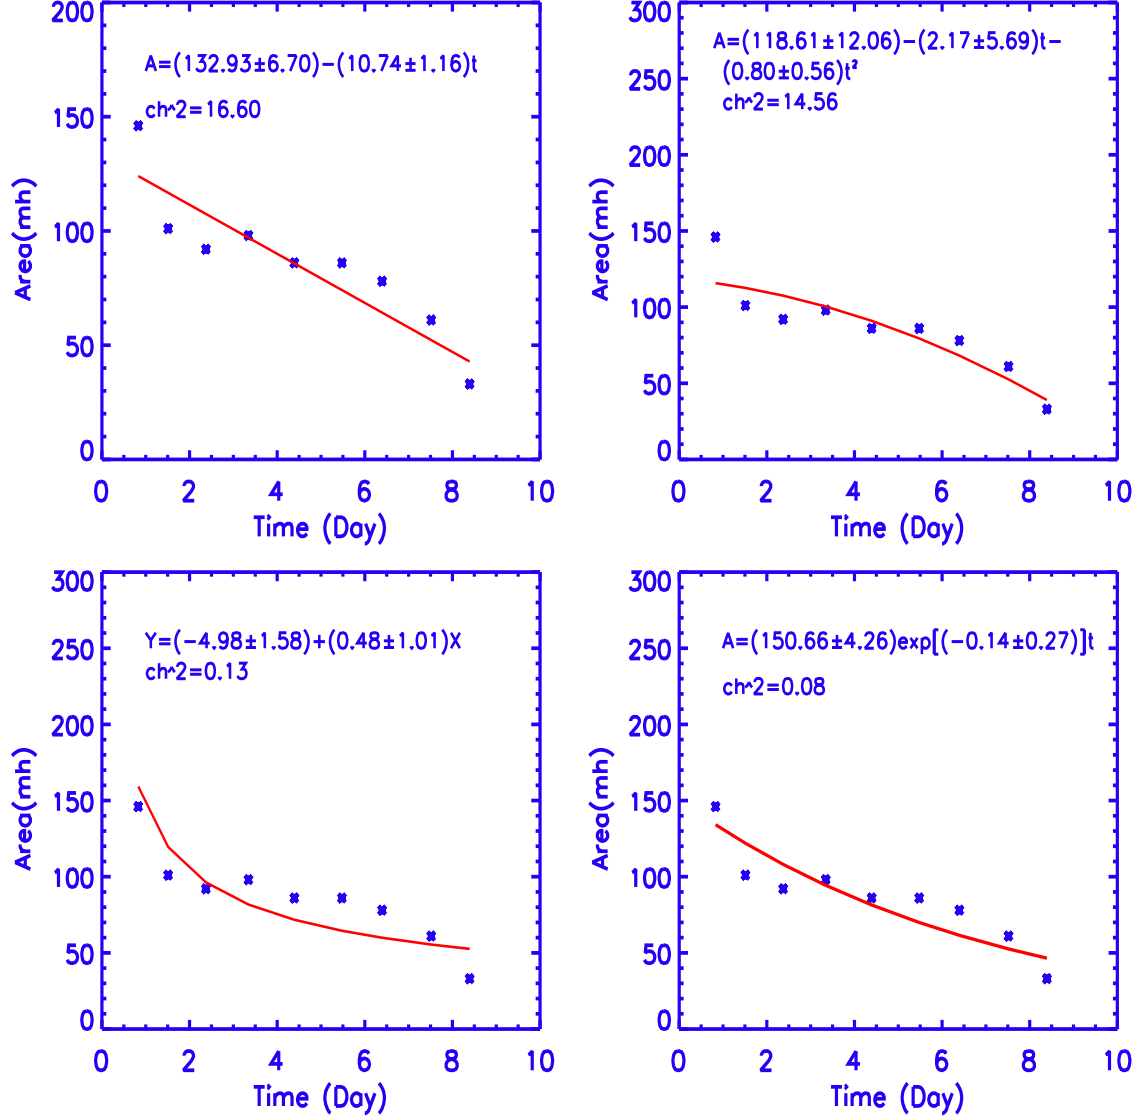 200
150
100
50
0
A=(132.93±6.70)−(10.74±1.16)t
ch^2=16.60
Area(mh)
0 2 4 6 8 10
Time (Day)
300
250
200
150
100
50
0
A=(118.61±12.06)−(2.17±5.69)t−
(0.80±0.56)t²
ch^2=14.56
Area(mh)
0 2 4 6 8 10
Time (Day)
300
250
200
150
100
50
0
Y=(−4.98±1.58)+(0.48±1.01)X
ch^2=0.13
Area(mh)
0 2 4 6 8 10
Time (Day)
300
250
200
150
100
50
0
A=(150.66±4.26)exp[(−0.14±0.27)]t
ch^2=0.08
Area(mh)
0 2 4 6 8 10
Time (Day)